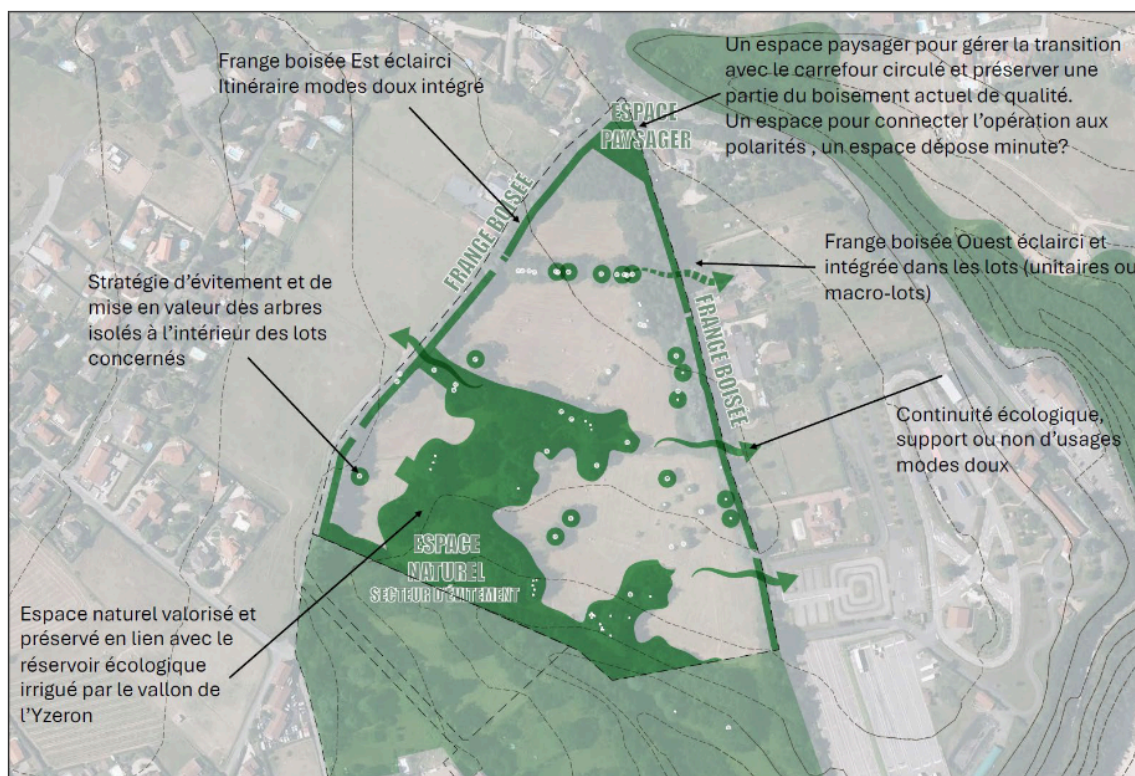 Frange boisée Est éclairci
Itinéraire modes doux intégré
Un espace paysager pour gérer la transition
avec le carrefour circulé et préserver une
partie du boisement actuel de qualité.
Un espace pour connecter l'opération aux
polarités , un espace dépose minute?
ESPACE
PAYSAGER
FRANGE BOISÉE
Frange boisée Ouest éclairci et
intégrée dans les lots (unitaires ou
macro-lots)
Stratégie d'évitement et de
mise en valeur des arbres
isolés à l'intérieur des lots
concernés
FRANGE BOISÉE
Continuité écologique,
support ou non d'usages
modes doux
ESPACE
NATUREL
SECTEUR D'ÉVITEMENT
Espace naturel valorisé et
préservé en lien avec le
réservoir écologique
irrigué par le vallon de
l'Yzeron